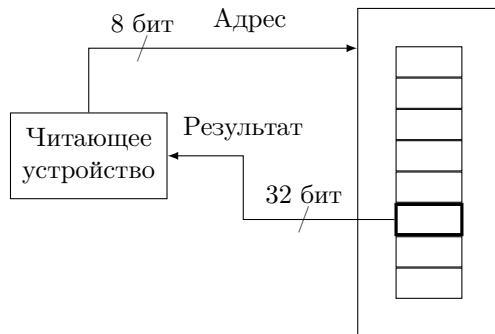 8 бит
Адрес
Читающее
устройство
Результат
32 бит